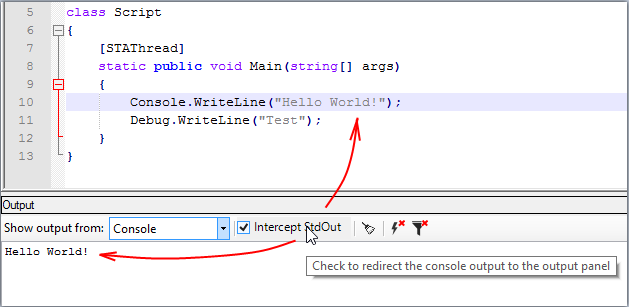 5 class Script
6 {
7 [STAThread]
8 static public void Main(string[] args)
9 {
10 Console.WriteLine("Hello World!");
11 Debug.WriteLine("Test");
12 }
13 }
Output
Show output from: Console Intercept StdOut
Hello World!
Check to redirect the console output to the output panel